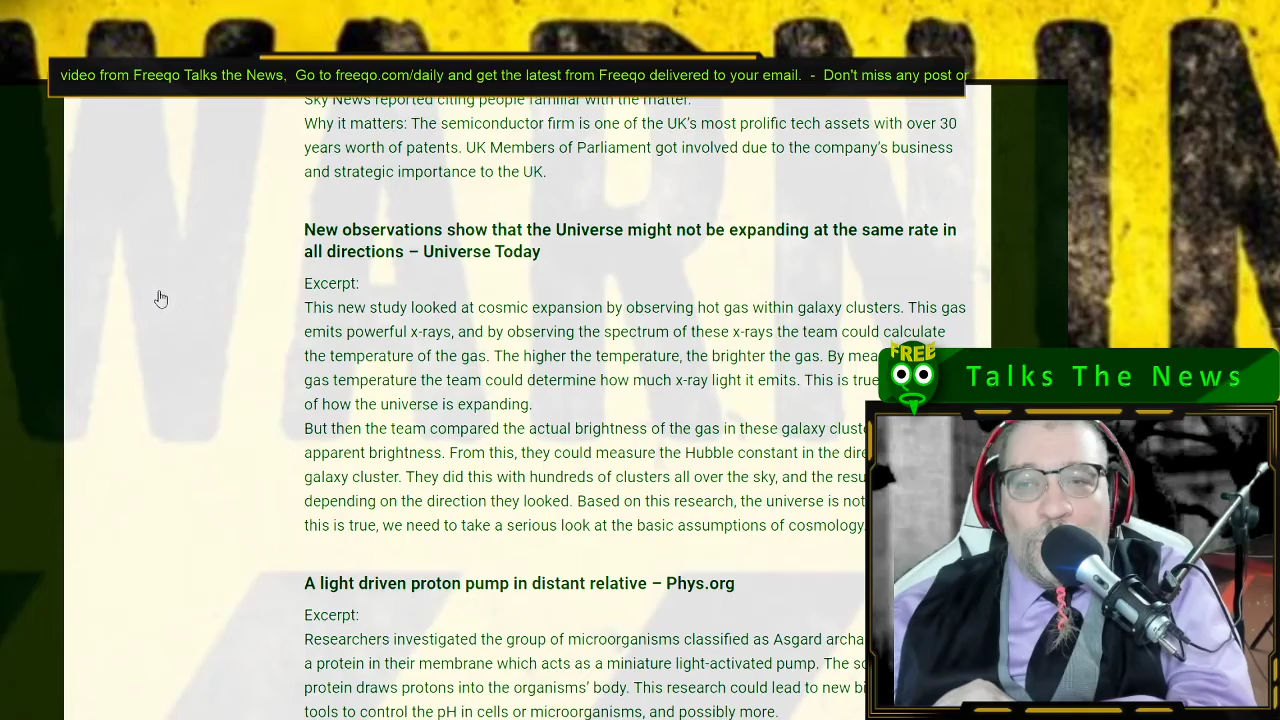 video from Freeqo Talks the News,  Go to freeqo.com/daily and get the latest from Freeqo delivered to your email.  -  Don't miss any post or
Sky News reported citing people familiar with the matter.
Why it matters: The semiconductor firm is one of the UK's most prolific tech assets with over 30
years worth of patents. UK Members of Parliament got involved due to the company's business
and strategic importance to the UK.
New observations show that the Universe might not be expanding at the same rate in
all directions – Universe Today
Excerpt:
This new study looked at cosmic expansion by observing hot gas within galaxy clusters. This gas
emits powerful x-rays, and by observing the spectrum of these x-rays the team could calculate
the temperature of the gas. The higher the temperature, the brighter the gas. By mea
gas temperature the team could determine how much x-ray light it emits. This is true
of how the universe is expanding.
But then the team compared the actual brightness of the gas in these galaxy cluste
apparent brightness. From this, they could measure the Hubble constant in the dire
galaxy cluster. They did this with hundreds of clusters all over the sky, and the resu
depending on the direction they looked. Based on this research, the universe is not
this is true, we need to take a serious look at the basic assumptions of cosmology.
A light driven proton pump in distant relative – Phys.org
Excerpt:
Researchers investigated the group of microorganisms classified as Asgard archa
a protein in their membrane which acts as a miniature light-activated pump. The sc
protein draws protons into the organisms' body. This research could lead to new bi
tools to control the pH in cells or microorganisms, and possibly more.
FREE
Talks The News
WARNIN